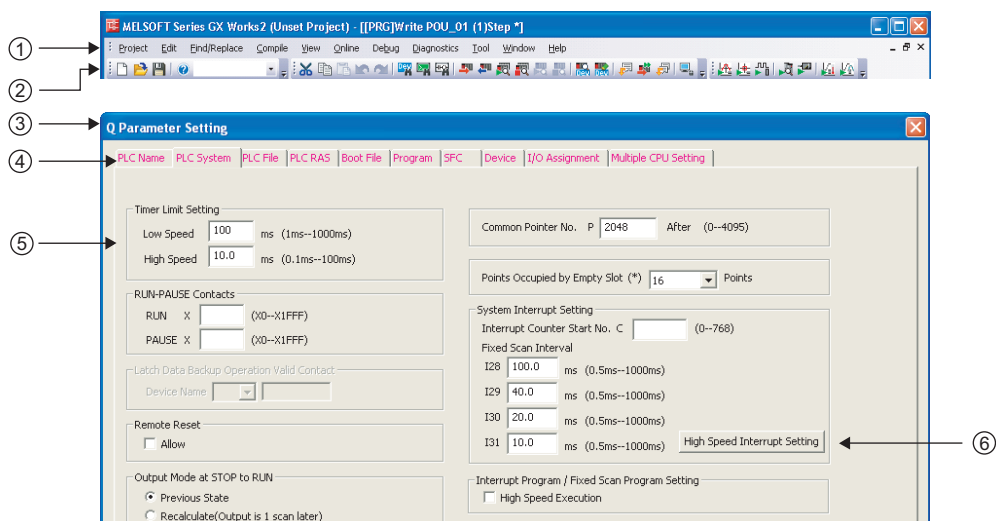 MELSOFT Series GX Works2 (Unset Project) - [[PRG]Write POU_01 (1)Step *]
① Project Edit Find/Replace Compile View Online Debug Diagnostics Tool Window Help
②
③ Q Parameter Setting
④ PLC Name PLC System PLC File PLC RAS Boot File Program SFC Device I/O Assignment Multiple CPU Setting
⑤
Timer Limit Setting
Low Speed 100 ms (1ms--1000ms)
High Speed 10.0 ms (0.1ms--100ms)
RUN-PAUSE Contacts
RUN X (X0--X1FFF)
PAUSE X (X0--X1FFF)
Latch Data Backup Operation Valid Contact
Device Name
Remote Reset
Allow
Output Mode at STOP to RUN
Previous State
Recalculate(Output is 1 scan later)
Common Pointer No. P 2048 After (0--4095)
Points Occupied by Empty Slot (*) 16 Points
System Interrupt Setting
Interrupt Counter Start No. C (0--768)
Fixed Scan Interval
I28 100.0 ms (0.5ms--1000ms)
I29 40.0 ms (0.5ms--1000ms)
I30 20.0 ms (0.5ms--1000ms)
I31 10.0 ms (0.5ms--1000ms) High Speed Interrupt Setting ⑥
Interrupt Program / Fixed Scan Program Setting
High Speed Execution